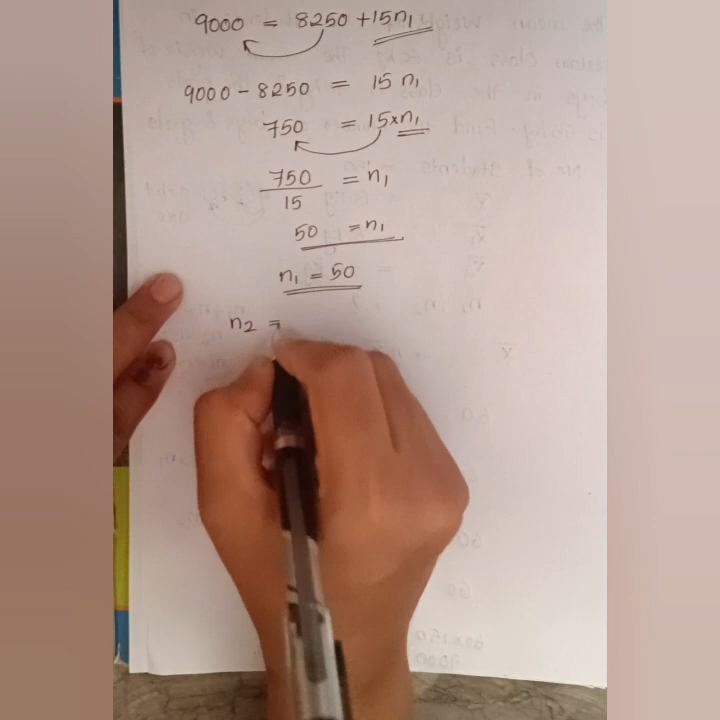 9000 = 8250 + 15n₁
9000 - 8250 = 15 n₁
750 = 15×n₁
750/15 = n₁
50 = n₁
n₁ = 50
n₂ =